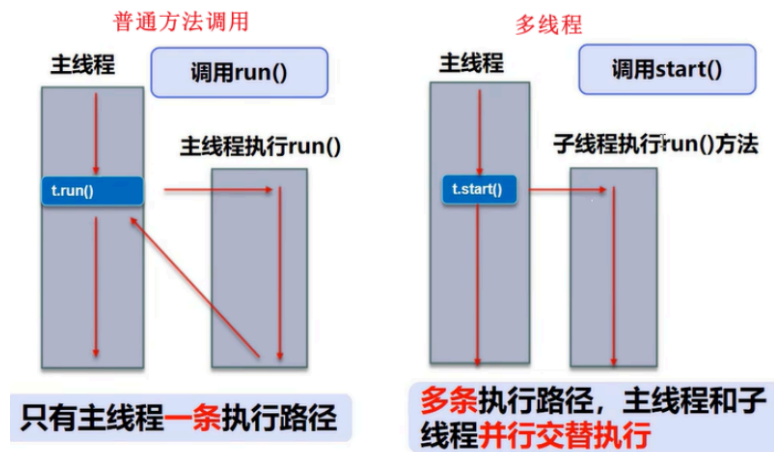 普通方法调用
主线程
调用run()
主线程执行run()
t.run()
只有主线程一条执行路径
多线程
主线程
调用start()
子线程执行run()方法
t.start()
多条执行路径，主线程和子
线程并行交替执行